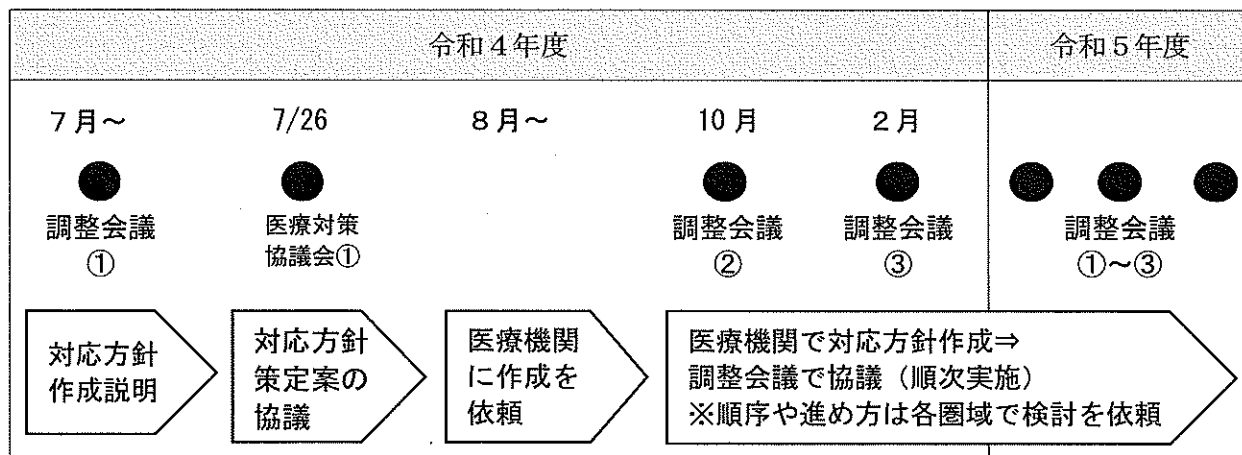 令和4年度
令和5年度
7月～
7/26
8月～
10月
2月
調整会議
①
医療対策
協議会①
調整会議
②
調整会議
③
調整会議
①～③
対応方針
作成説明
対応方針
策定案の
協議
医療機関
に作成を
依頼
医療機関で対応方針作成⇒
調整会議で協議（順次実施）
※順序や進め方は各圏域で検討を依頼